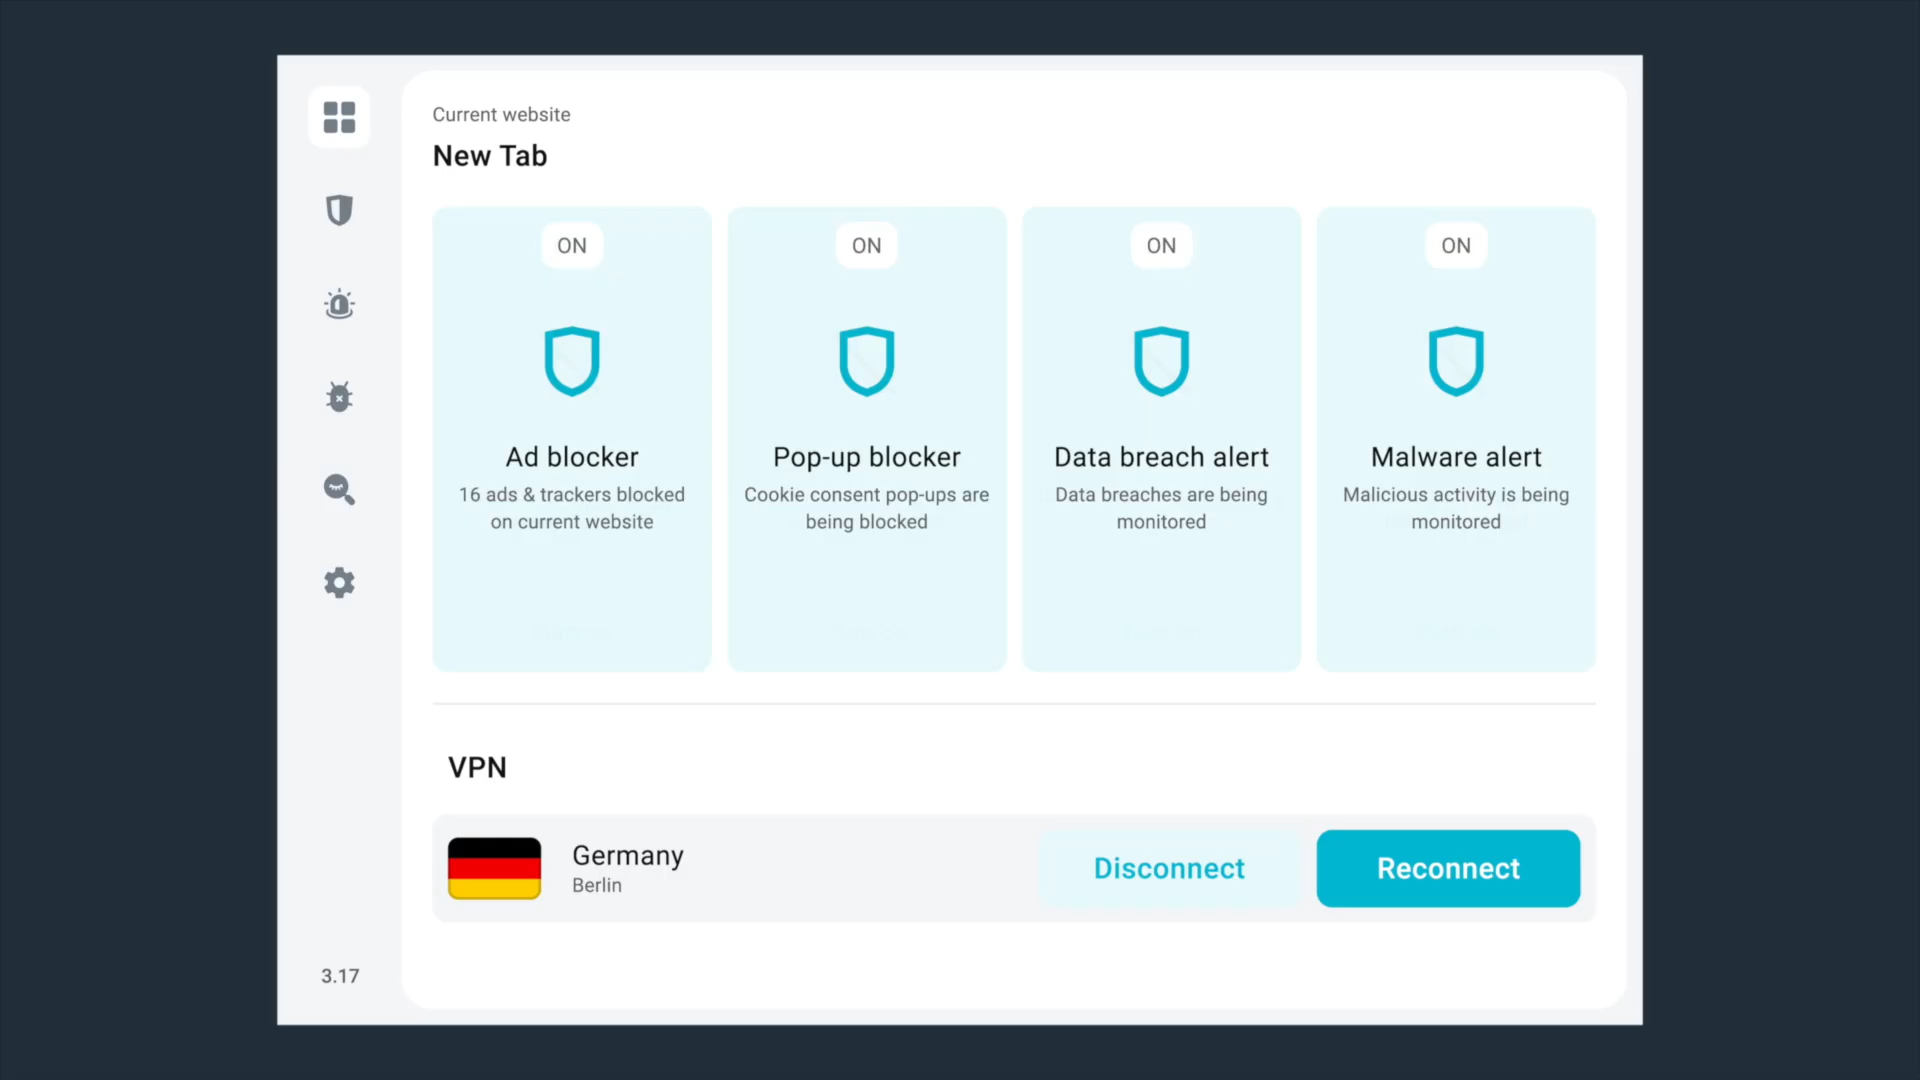 Current website
New Tab
ON
ON
ON
ON
Ad blocker
16 ads & trackers blocked
on current website
Pop-up blocker
Cookie consent pop-ups are
being blocked
Data breach alert
Data breaches are being
monitored
Malware alert
Malicious activity is being
monitored
VPN
Germany
Berlin
Disconnect
Reconnect
3.17